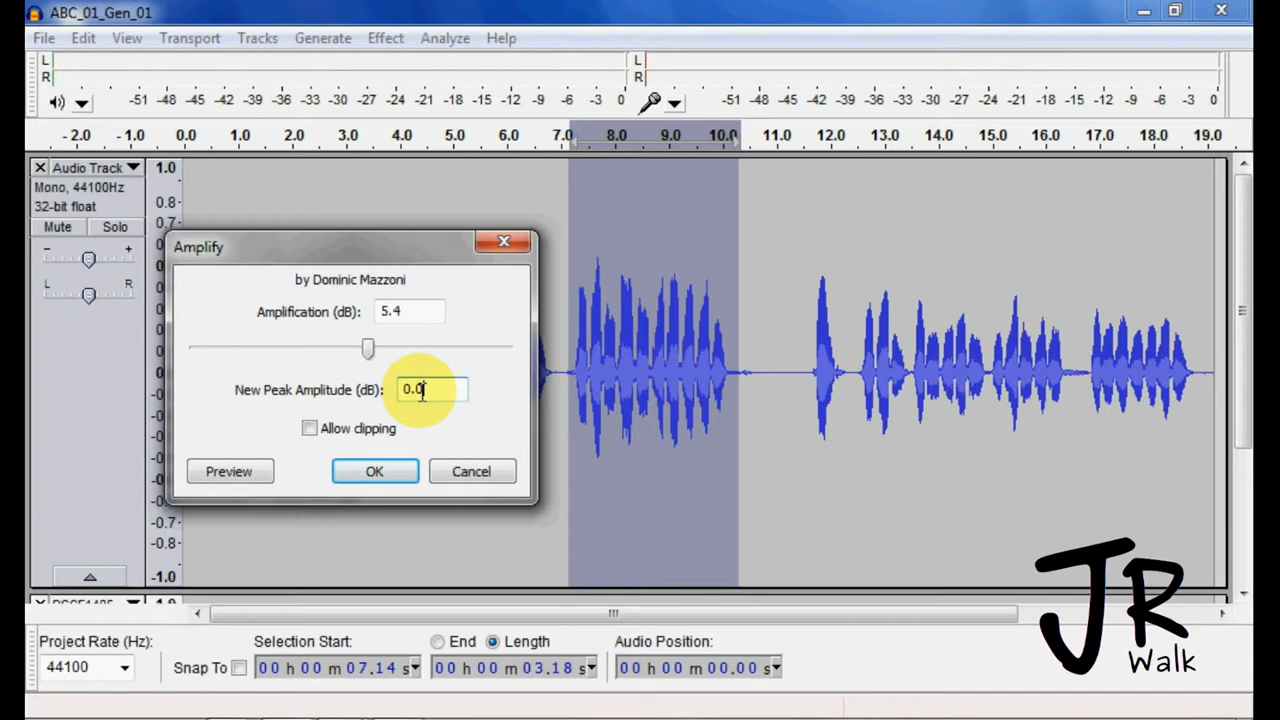 ABC_01_Gen_01
File Edit View Transport Tracks Generate Effect Analyze Help
L
R
-51 -48 -45 -42 -39 -36 -33 -30 -27 -24 -21 -18 -15 -12 -9 -6 -3 0
L
R
-51 -48 -45 -42 -39 -36 -33 -30 -27 -24 -21 -18 -15 -12 -9 -6 -3 0
-2.0 -1.0 0.0 1.0 2.0 3.0 4.0 5.0 6.0 7.0 8.0 9.0 10.0 11.0 12.0 13.0 14.0 15.0 16.0 17.0 18.0 19.0
Audio Track
Mono, 44100Hz
32-bit float
Mute Solo
- +
L R
1.0
0.8
0.7
-0.7
-0.8
-1.0
Amplify
by Dominic Mazzoni
Amplification (dB): 5.4
New Peak Amplitude (dB): 0.0
Allow clipping
Preview OK Cancel
Project Rate (Hz):
44100
Snap To
Selection Start:
00 h 00 m 07.14 s
End Length
00 h 00 m 03.18 s
Audio Position:
00 h 00 m 00.00 s
JR
Walk